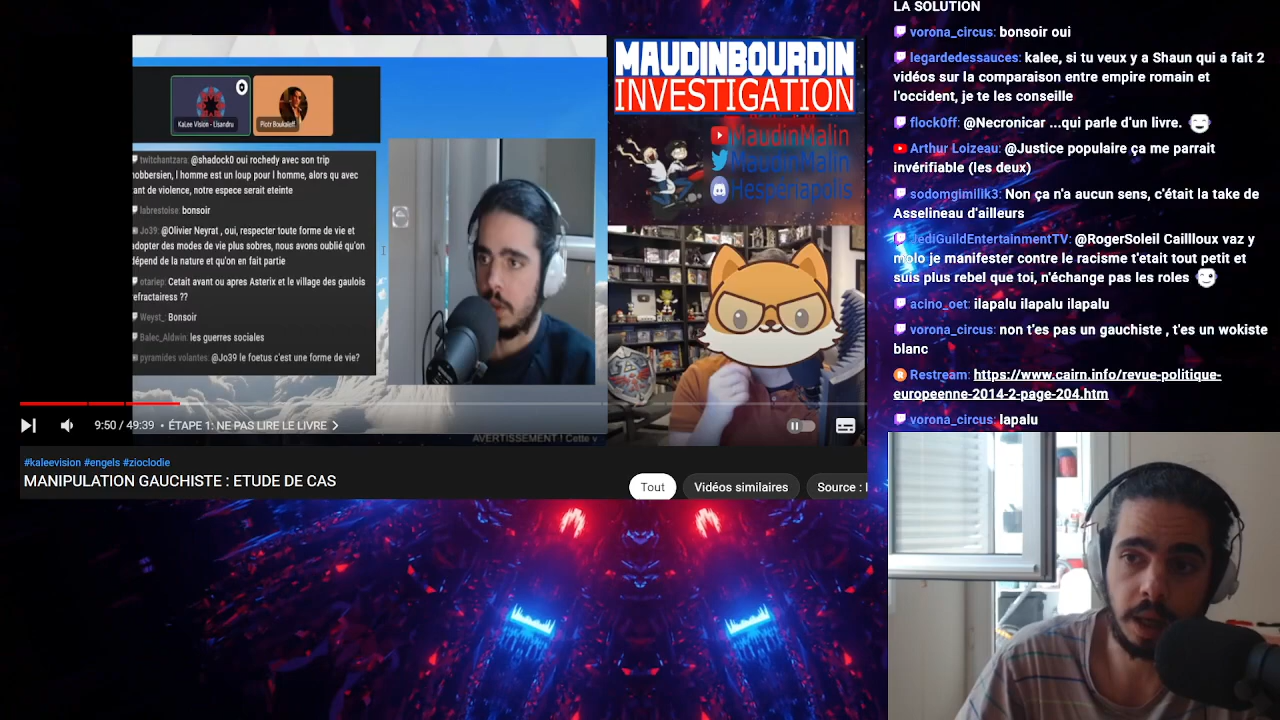 KaLee Vision - Lisandru
Piotr Boukaïeff
twitchantzara: @shadock0 oui rochedy avec son trip
hobbersien, l homme est un loup pour l homme, alors qu avec
tant de violence, notre espece serait eteinte
labrestoise: bonsoir
Jo39: @Olivier Neyrat , oui, respecter toute forme de vie et
adopter des modes de vie plus sobres, nous avons oublié qu'on
dépend de la nature et qu'on en fait partie
otariep: Cetait avant ou apres Asterix et le village des gaulois
refractairess ??
Weyst_: Bonsoir
Balec_Aldwin: les guerres sociales
pyramides volantes: @Jo39 le foetus c'est une forme de vie?
MAUDINBOURDIN
INVESTIGATION
MaudinMalin
MaudinMalin
Hespériapolis
9:50 / 49:39 • ÉTAPE 1: NE PAS LIRE LE LIVRE
AVERTISSEMENT ! Cette v
#kaleevision #engels #zioclodie
MANIPULATION GAUCHISTE : ETUDE DE CAS
Tout
Vidéos similaires
Source :
LA SOLUTION
vorona_circus: bonsoir oui
legardedessauces: kalee, si tu veux y a Shaun qui a fait 2
vidéos sur la comparaison entre empire romain et
l'occident, je te les conseille
flock0ff: @Necronicar ...qui parle d'un livre.
Arthur Loizeau: @Justice populaire ça me parrait
invérifiable (les deux)
sodomgimilik3: Non ça n'a aucun sens, c'était la take de
Asselineau d'ailleurs
JediGuildEntertainmentTV: @RogerSoleil Caillloux vaz y
molo je manifester contre le racisme t'etait tout petit et
suis plus rebel que toi, n'échange pas les roles
acino_oet: ilapalu ilapalu ilapalu
vorona_circus: non t'es pas un gauchiste , t'es un wokiste
blanc
Restream: https://www.cairn.info/revue-politique-
europeenne-2014-2-page-204.htm
vorona_circus: lapalu